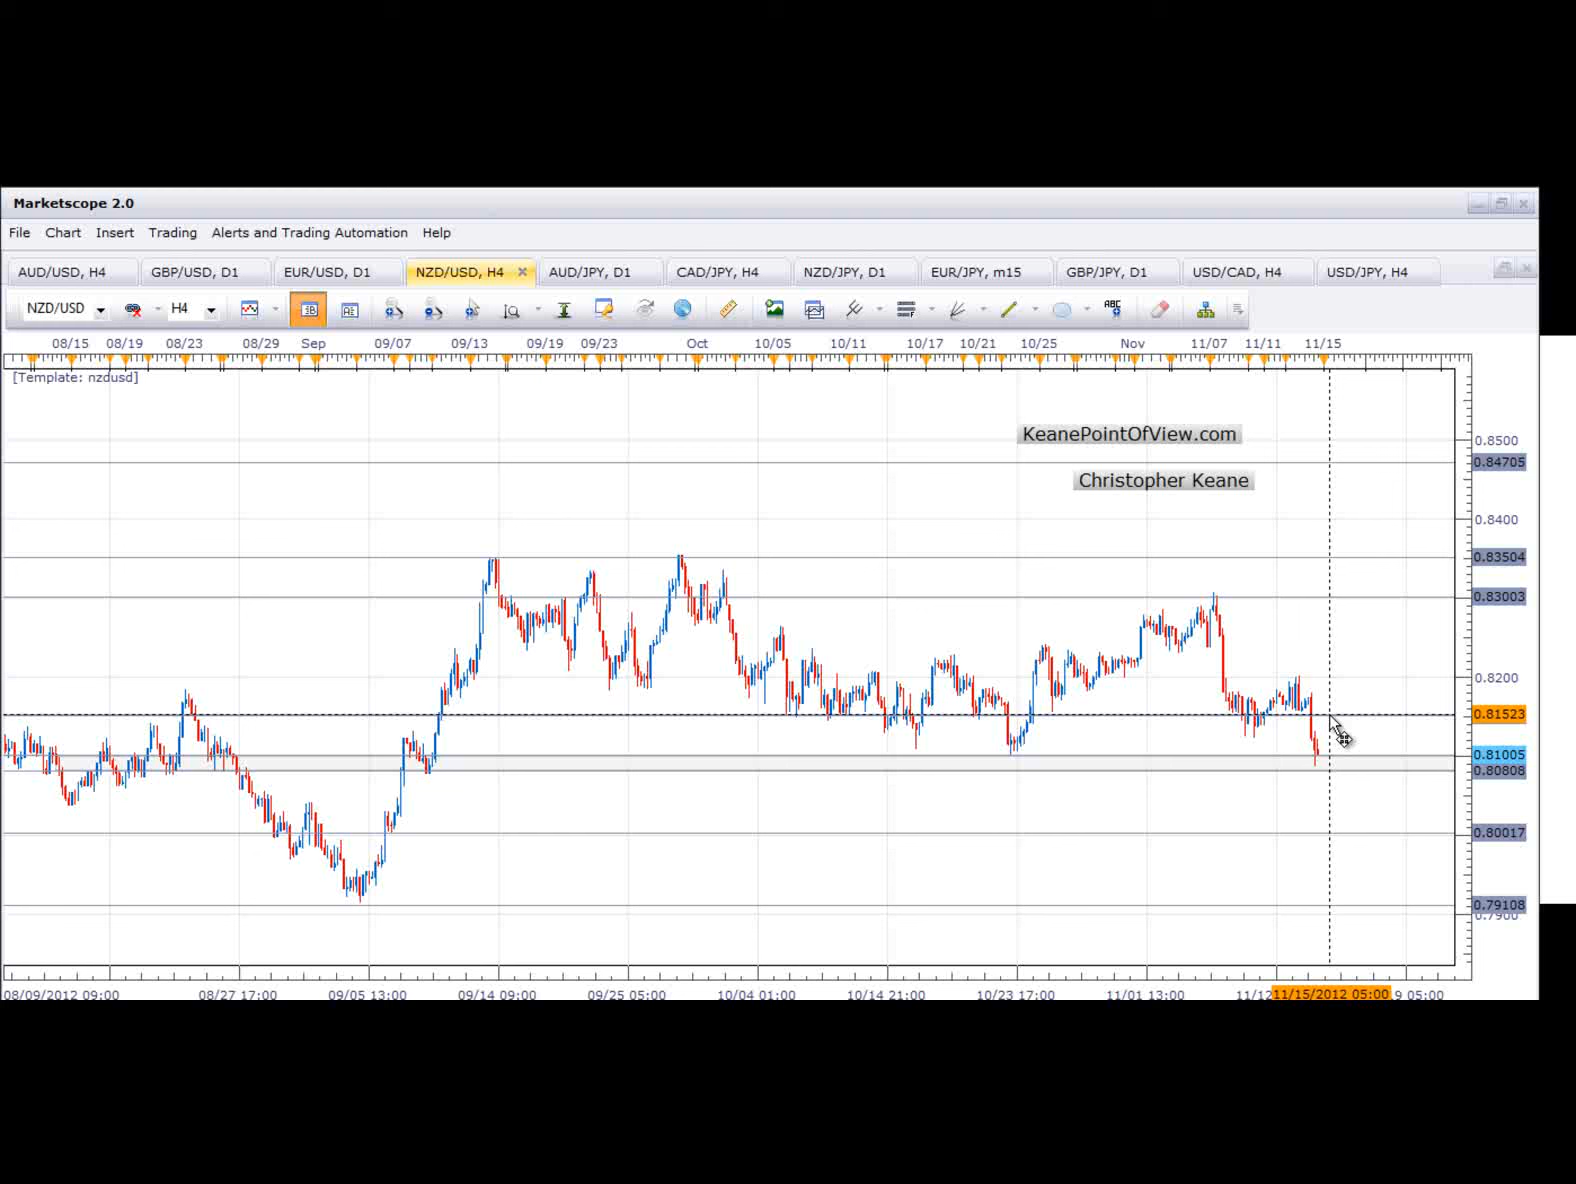 Marketscope 2.0
File Chart Insert Trading Alerts and Trading Automation Help
AUD/USD, H4 GBP/USD, D1 EUR/USD, D1 NZD/USD, H4 AUD/JPY, D1 CAD/JPY, H4 NZD/JPY, D1 EUR/JPY, m15 GBP/JPY, D1 USD/CAD, H4 USD/JPY, H4
NZD/USD H4 ABC
08/15 08/19 08/23 08/29 Sep 09/07 09/13 09/19 09/23 Oct 10/05 10/11 10/17 10/21 10/25 Nov 11/07 11/11 11/15
[Template: nzdusd]
KeanePointOfView.com
0.8500
0.84705
Christopher Keane
0.8400
0.83504
0.83003
0.8200
0.81523
0.81005
0.80808
0.80017
0.79108
0.7900
08/09/2012 09:00 08/27 17:00 09/05 13:00 09/14 09:00 09/25 05:00 10/04 01:00 10/14 21:00 10/23 17:00 11/01 13:00 11/12 11/15/2012 05:00 9 05:00